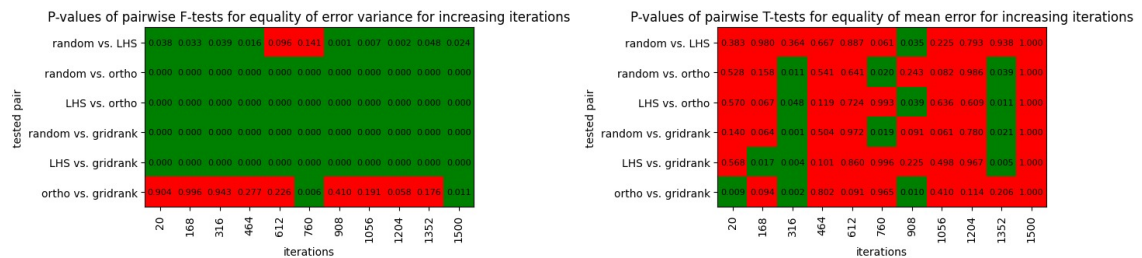 P-values of pairwise F-tests for equality of error variance for increasing iterations
random vs. LHS 0.038 0.033 0.039 0.016 0.096 0.141 0.001 0.007 0.002 0.048 0.024
random vs. ortho 0.000 0.000 0.000 0.000 0.000 0.000 0.000 0.000 0.000 0.000 0.000
LHS vs. ortho 0.000 0.000 0.000 0.000 0.000 0.000 0.000 0.000 0.000 0.000 0.000
random vs. gridrank 0.000 0.000 0.000 0.000 0.000 0.000 0.000 0.000 0.000 0.000 0.000
LHS vs. gridrank 0.000 0.000 0.000 0.000 0.000 0.000 0.000 0.000 0.000 0.000 0.000
ortho vs. gridrank 0.904 0.996 0.943 0.277 0.226 0.006 0.410 0.191 0.058 0.176 0.011
tested pair
20 168 316 464 612 760 908 1056 1204 1352 1500
iterations
P-values of pairwise T-tests for equality of mean error for increasing iterations
random vs. LHS 0.383 0.980 0.364 0.667 0.887 0.061 0.035 0.225 0.793 0.938 1.000
random vs. ortho 0.528 0.158 0.011 0.541 0.641 0.020 0.243 0.082 0.986 0.039 1.000
LHS vs. ortho 0.570 0.067 0.048 0.119 0.724 0.993 0.039 0.636 0.609 0.011 1.000
random vs. gridrank 0.140 0.064 0.001 0.504 0.972 0.019 0.091 0.061 0.780 0.021 1.000
LHS vs. gridrank 0.568 0.017 0.004 0.101 0.860 0.996 0.225 0.498 0.967 0.005 1.000
ortho vs. gridrank 0.009 0.094 0.002 0.802 0.091 0.965 0.010 0.410 0.114 0.206 1.000
tested pair
20 168 316 464 612 760 908 1056 1204 1352 1500
iterations